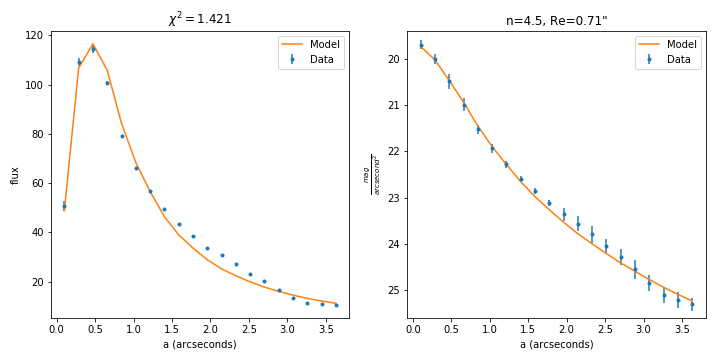 χ² = 1.421
Model
Data
flux
120
100
80
60
40
20
0.0 0.5 1.0 1.5 2.0 2.5 3.0 3.5
a (arcseconds)
n=4.5, Re=0.71"
Model
Data
mag
arcsecond²
20
21
22
23
24
25
0.0 0.5 1.0 1.5 2.0 2.5 3.0 3.5
a (arcseconds)